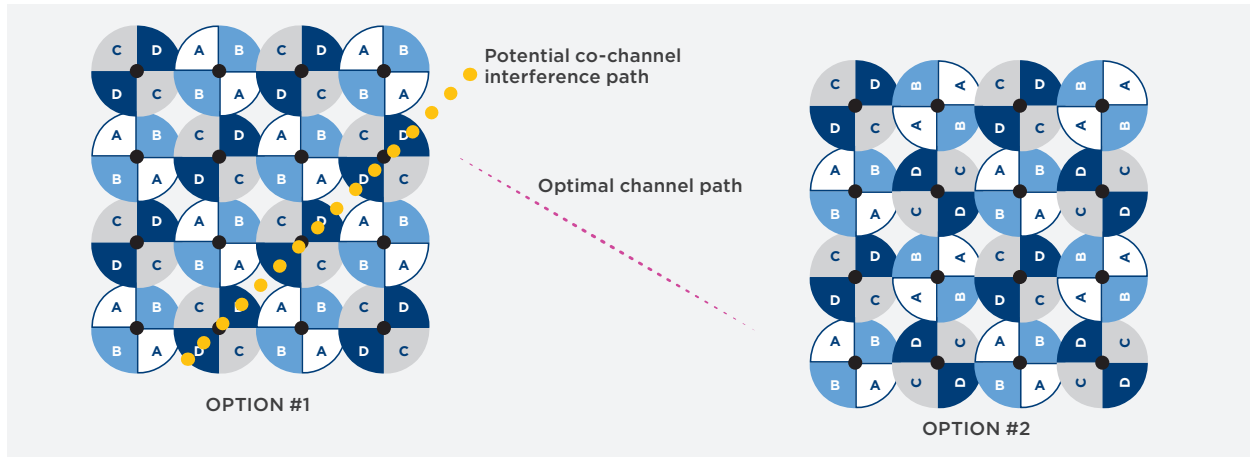 C D A B C D A B
D C B A D C B A
A B C D A B C D
B A D C B A D C
C D A B C D A B
D C B A C B A
A B C D A B C D
B A D C B A D C
OPTION #1
Potential co-channel
interference path
Optimal channel path
C D B A C D B A
D C A B D C A B
A B D C A B D C
B A C D B A C D
C D B A C D B A
D C A B D C A B
A B D C A B D C
B A C D B A C D
OPTION #2